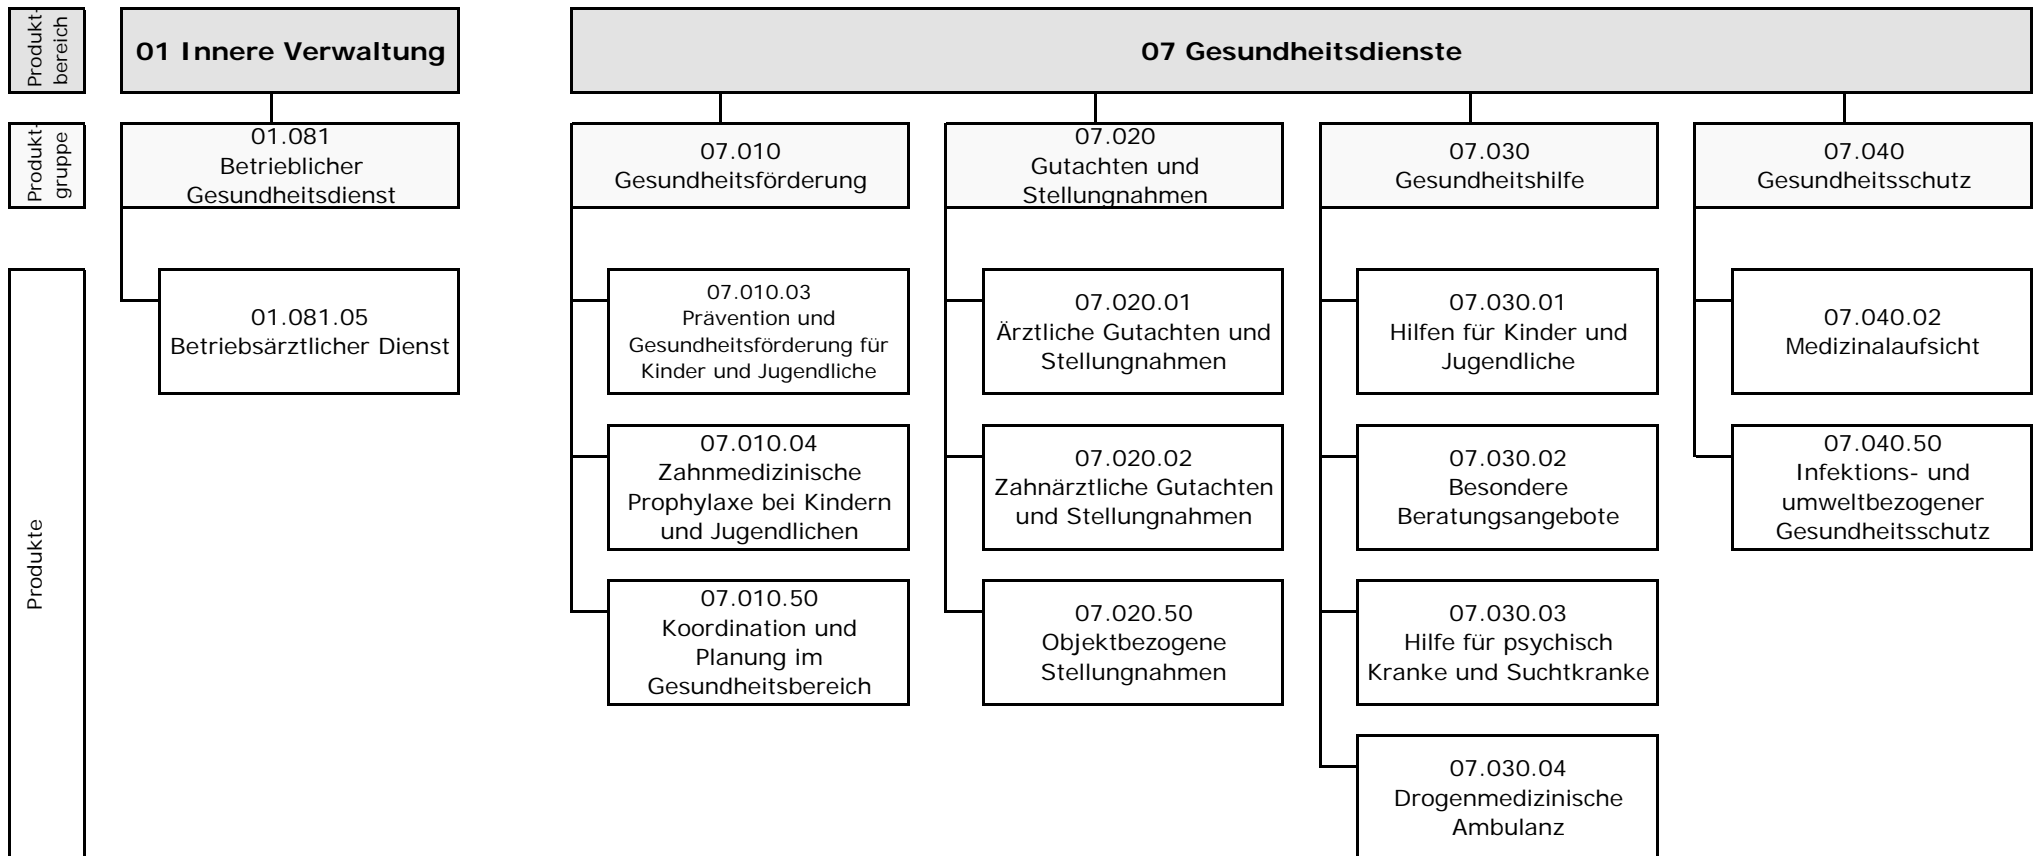 Produkt-
bereich
01 Innere Verwaltung
07 Gesundheitsdienste
Produkt-
gruppe
01.081
Betrieblicher
Gesundheitsdienst
07.010
Gesundheitsförderung
07.020
Gutachten und
Stellungnahmen
07.030
Gesundheitshilfe
07.040
Gesundheitsschutz
Produkte
01.081.05
Betriebsärztlicher Dienst
07.010.03
Prävention und
Gesundheitsförderung für
Kinder und Jugendliche
07.020.01
Ärztliche Gutachten und
Stellungnahmen
07.030.01
Hilfen für Kinder und
Jugendliche
07.040.02
Medizinalaufsicht
07.010.04
Zahnmedizinische
Prophylaxe bei Kindern
und Jugendlichen
07.020.02
Zahnärztliche Gutachten
und Stellungnahmen
07.030.02
Besondere
Beratungsangebote
07.040.50
Infektions- und
umweltbezogener
Gesundheitsschutz
07.010.50
Koordination und
Planung im
Gesundheitsbereich
07.020.50
Objektbezogene
Stellungnahmen
07.030.03
Hilfe für psychisch
Kranke und Suchtkranke
07.030.04
Drogenmedizinische
Ambulanz